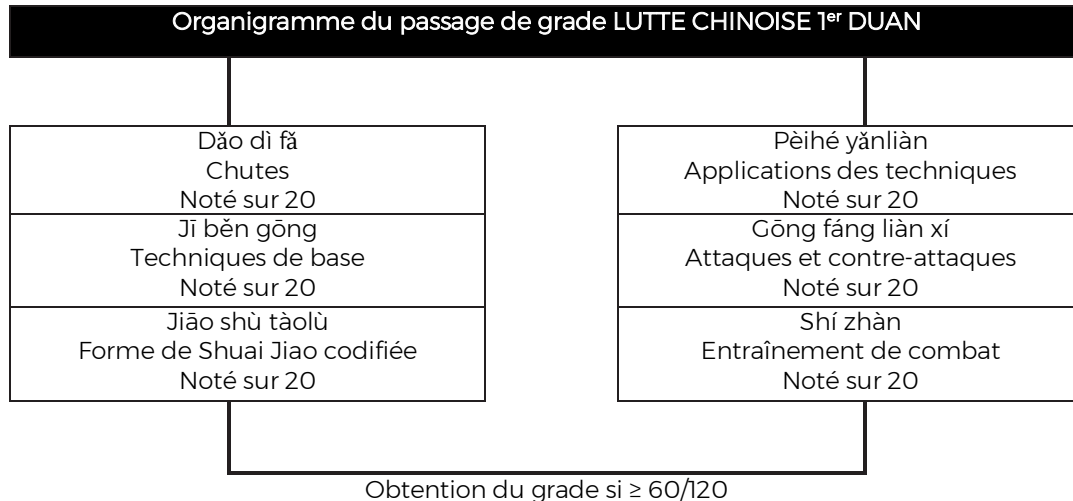 Organigramme du passage de grade LUTTE CHINOISE 1er DUAN
Dǎo dì fǎ
Chutes
Noté sur 20
Jī běn gōng
Techniques de base
Noté sur 20
Jiāo shù tàolù
Forme de Shuai Jiao codifiée
Noté sur 20
Pèihé yǎnliàn
Applications des techniques
Noté sur 20
Gōng fáng liàn xí
Attaques et contre-attaques
Noté sur 20
Shí zhàn
Entraînement de combat
Noté sur 20
Obtention du grade si ≥ 60/120